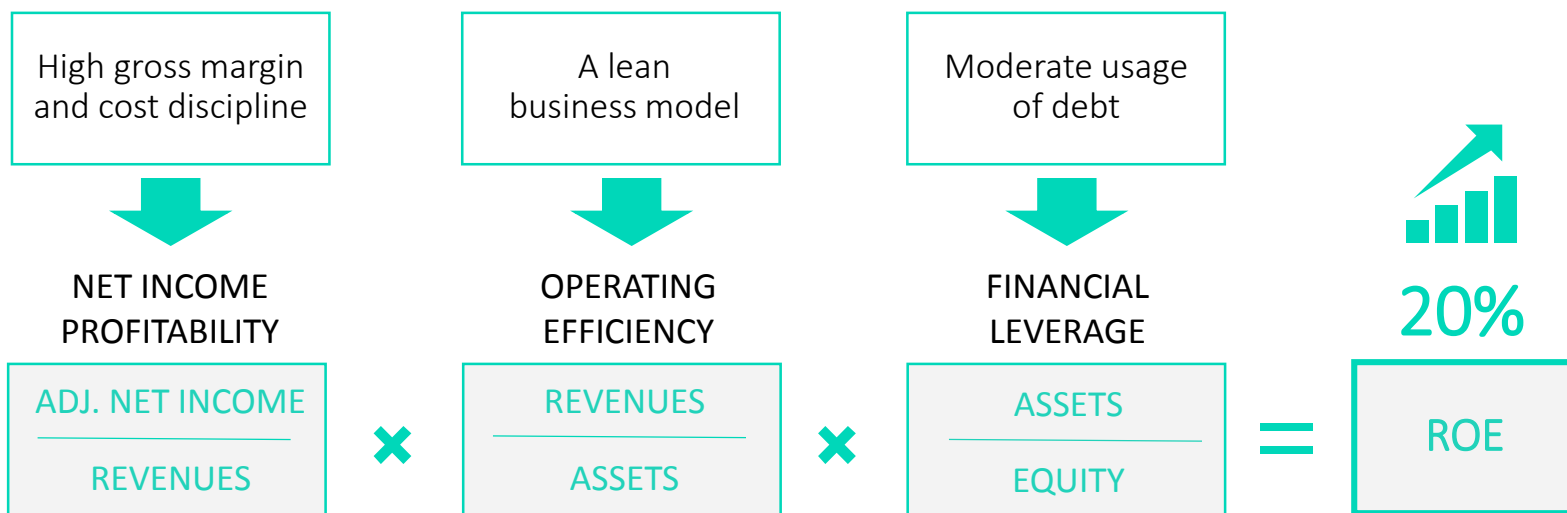 High gross margin
and cost discipline
A lean
business model
Moderate usage
of debt
NET INCOME
PROFITABILITY
OPERATING
EFFICIENCY
FINANCIAL
LEVERAGE
20%
ADJ. NET INCOME
REVENUES
REVENUES
ASSETS
ASSETS
EQUITY
ROE